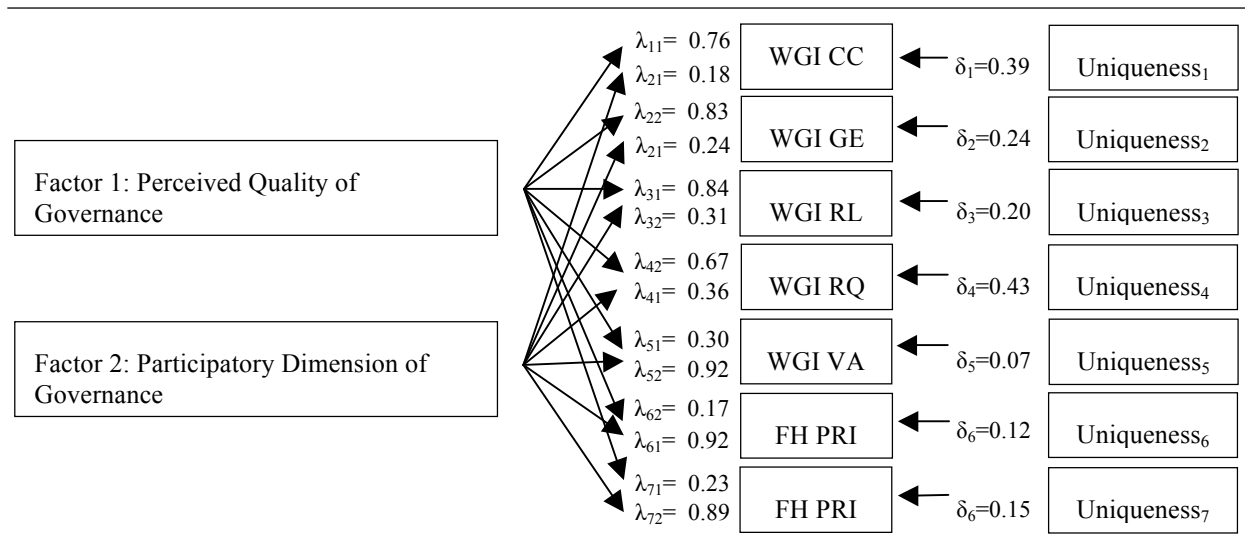 λ11= 0.76
λ21= 0.18
WGI CC
δ1=0.39
Uniqueness1
λ22= 0.83
λ21= 0.24
WGI GE
δ2=0.24
Uniqueness2
Factor 1: Perceived Quality of
Governance
λ31= 0.84
λ32= 0.31
WGI RL
δ3=0.20
Uniqueness3
λ42= 0.67
λ41= 0.36
WGI RQ
δ4=0.43
Uniqueness4
Factor 2: Participatory Dimension of
Governance
λ51= 0.30
λ52= 0.92
WGI VA
δ5=0.07
Uniqueness5
λ62= 0.17
λ61= 0.92
FH PRI
δ6=0.12
Uniqueness6
λ71= 0.23
λ72= 0.89
FH PRI
δ6=0.15
Uniqueness7